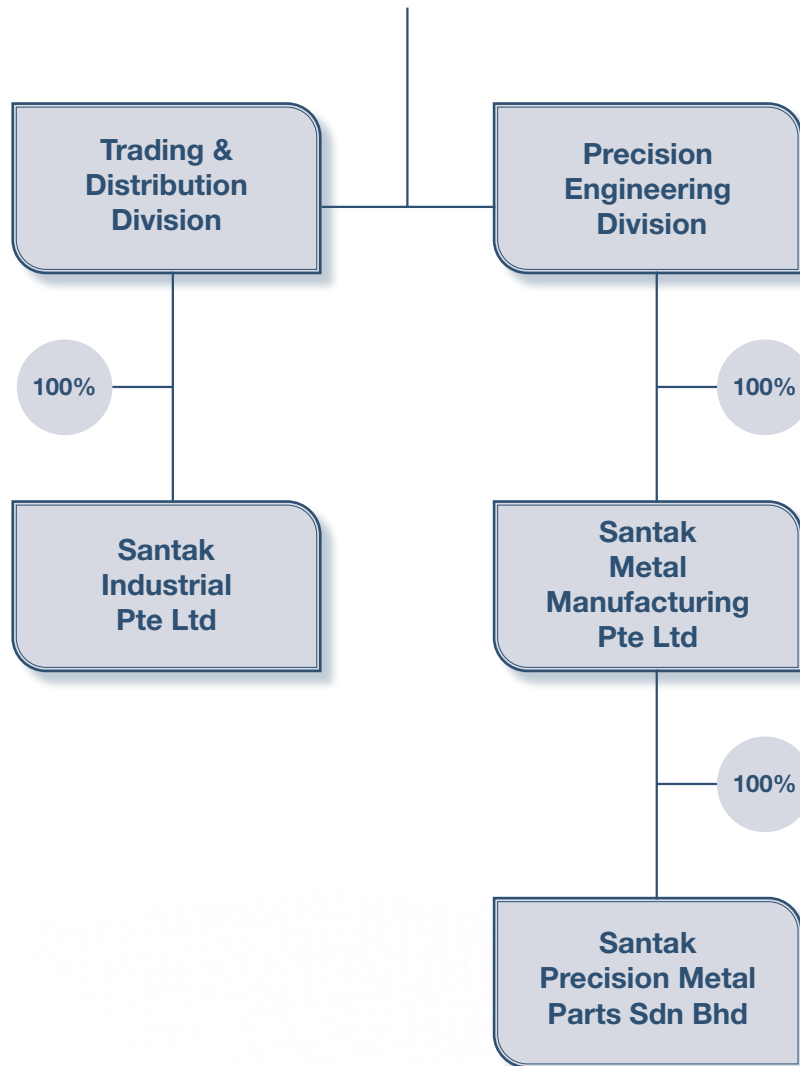 Trading &
Distribution
Division
Precision
Engineering
Division
100%
100%
Santak
Industrial
Pte Ltd
Santak
Metal
Manufacturing
Pte Ltd
100%
Santak
Precision Metal
Parts Sdn Bhd